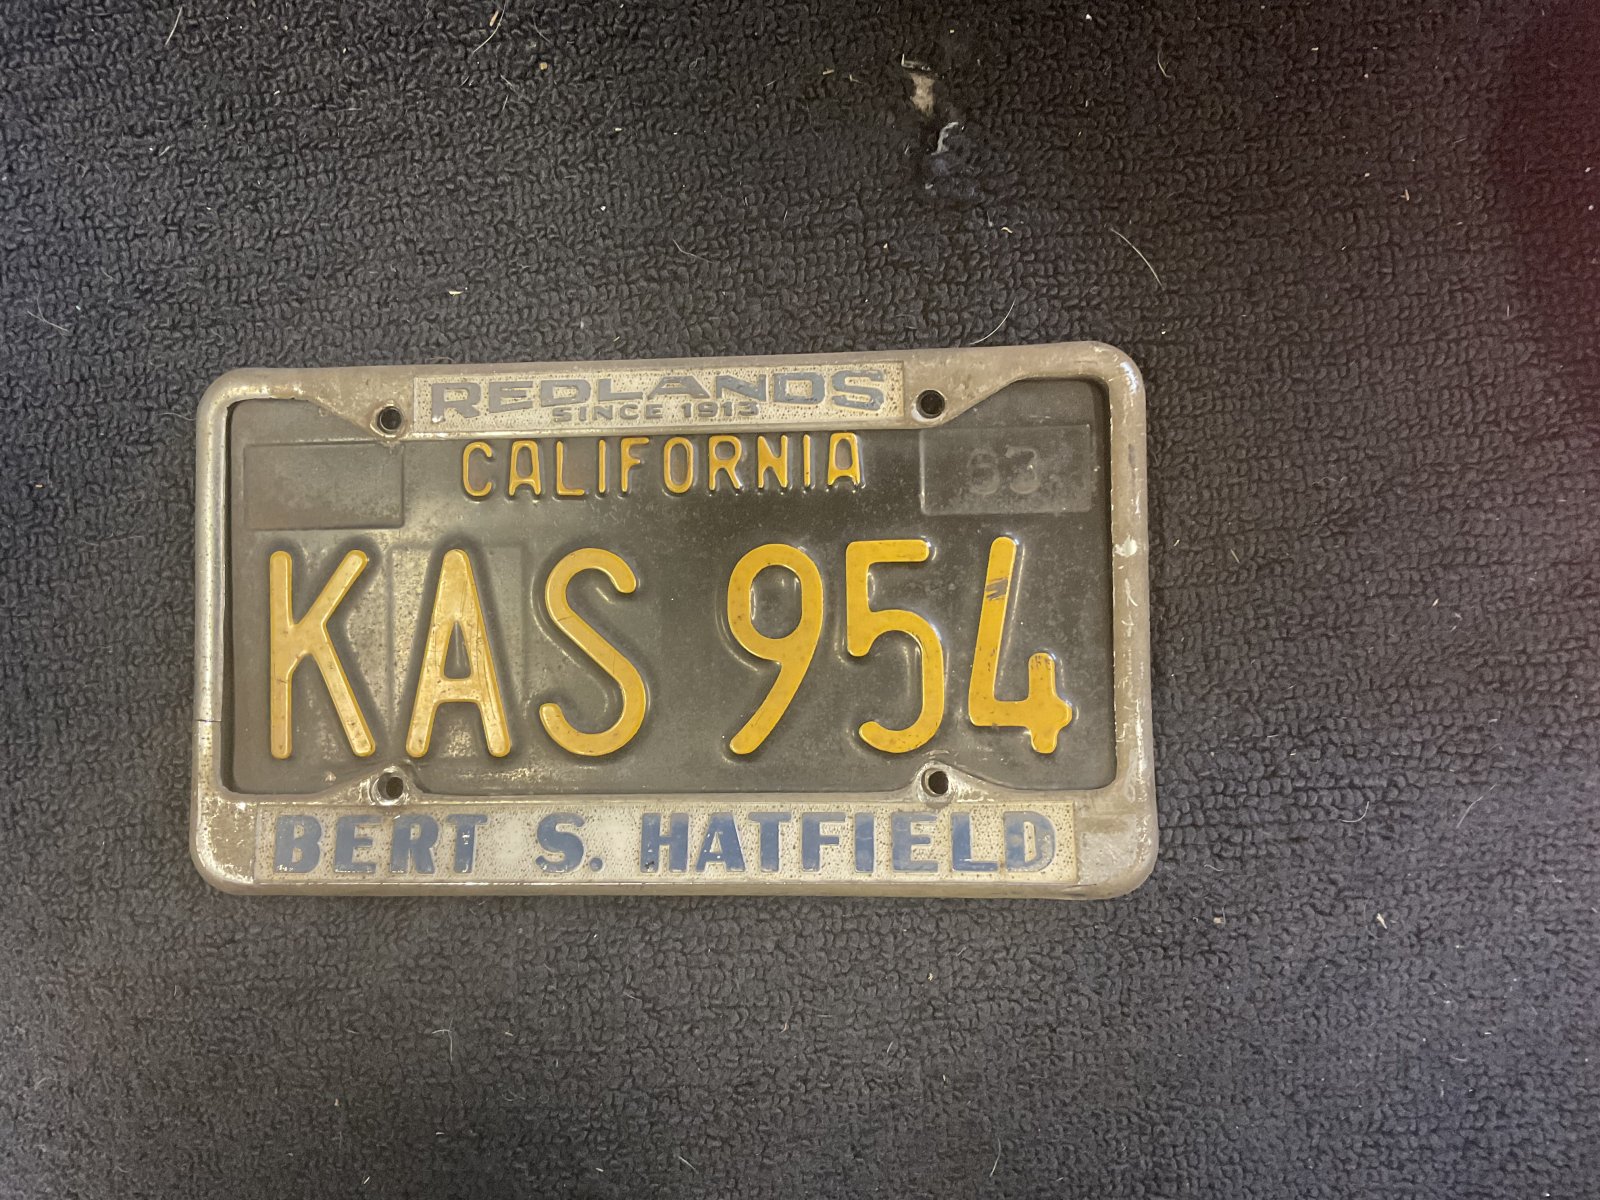 REDLANDS
SINCE 1913
CALIFORNIA
63
KAS 954
BERT S. HATFIELD